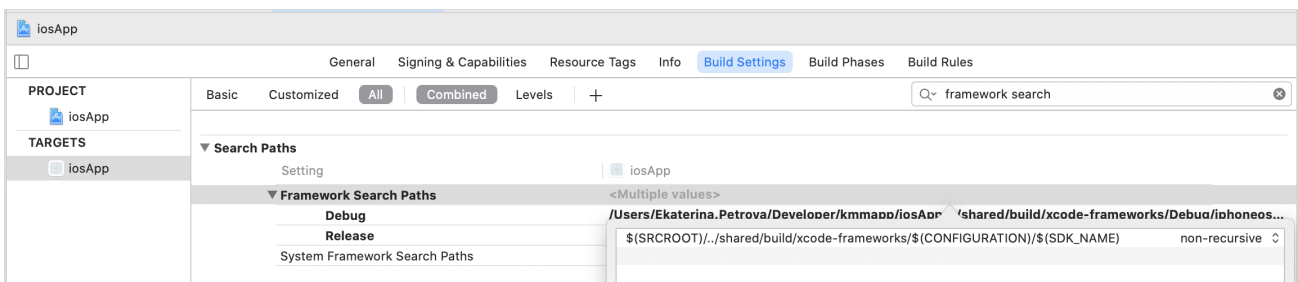 iosApp
General Signing & Capabilities Resource Tags Info Build Settings Build Phases Build Rules
PROJECT
iosApp
TARGETS
iosApp
Basic Customized All Combined Levels + framework search
Search Paths
Setting iosApp
Framework Search Paths <Multiple values>
Debug /Users/Ekaterina.Petrova/Developer/kmmapp/iosApp /shared/build/xcode-frameworks/Debug/iphoneos...
Release
$(SRCROOT)/../shared/build/xcode-frameworks/$(CONFIGURATION)/$(SDK_NAME) non-recursive
System Framework Search Paths